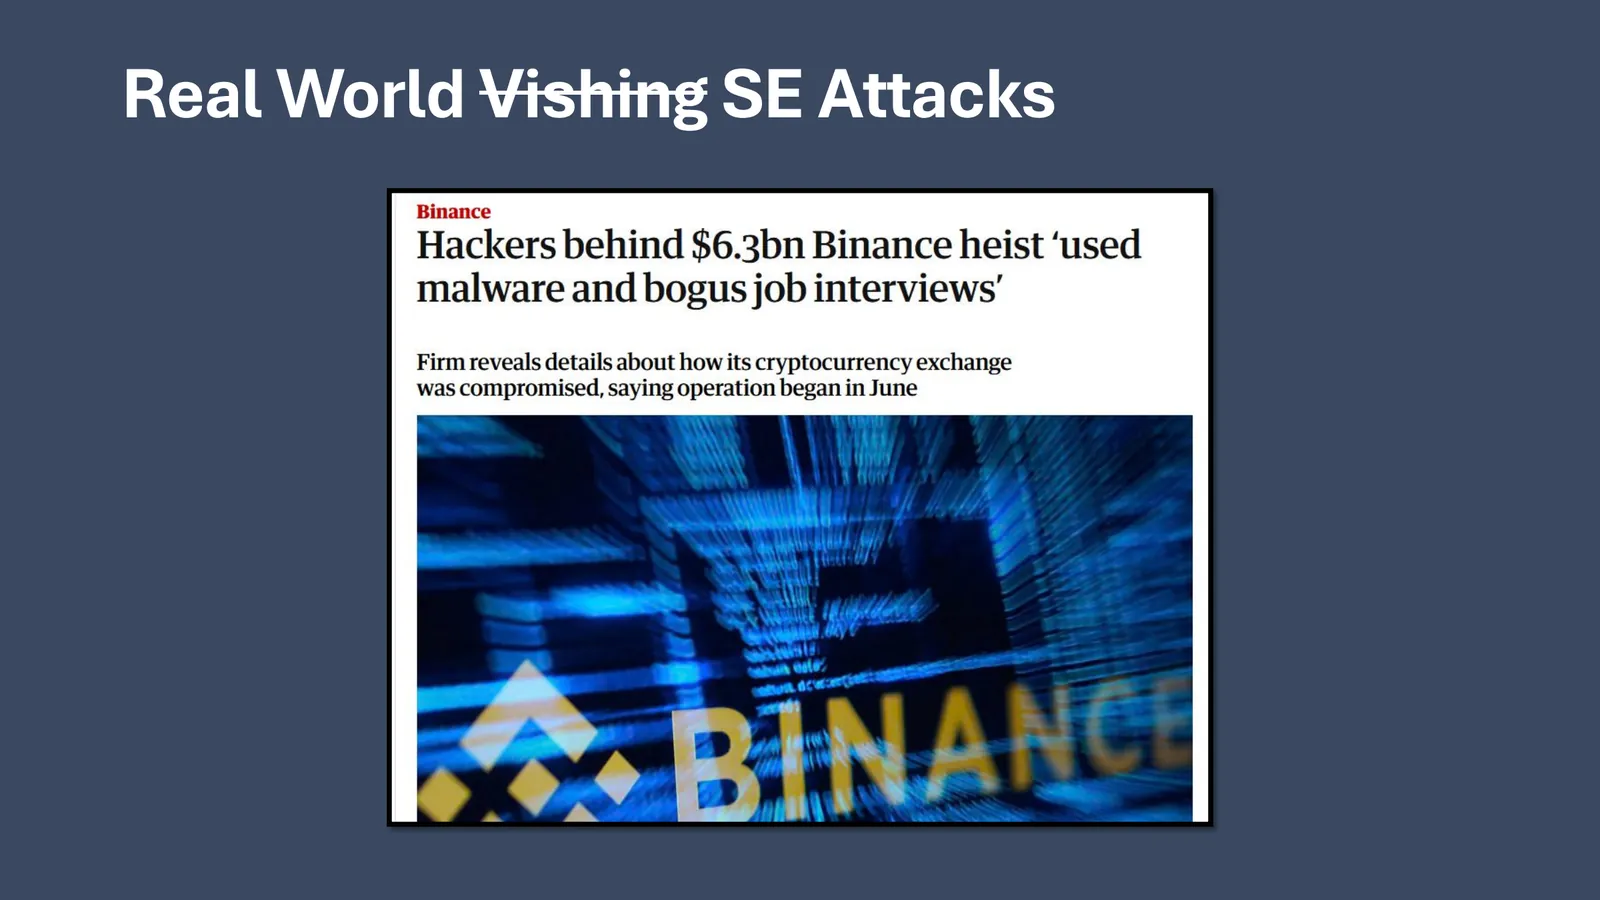 Real World Vishing SE Attacks
Binance
Hackers behind $6.3bn Binance heist ‘used
malware and bogus job interviews’
Firm reveals details about how its cryptocurrency exchange
was compromised, saying operation began in June
BINANCE